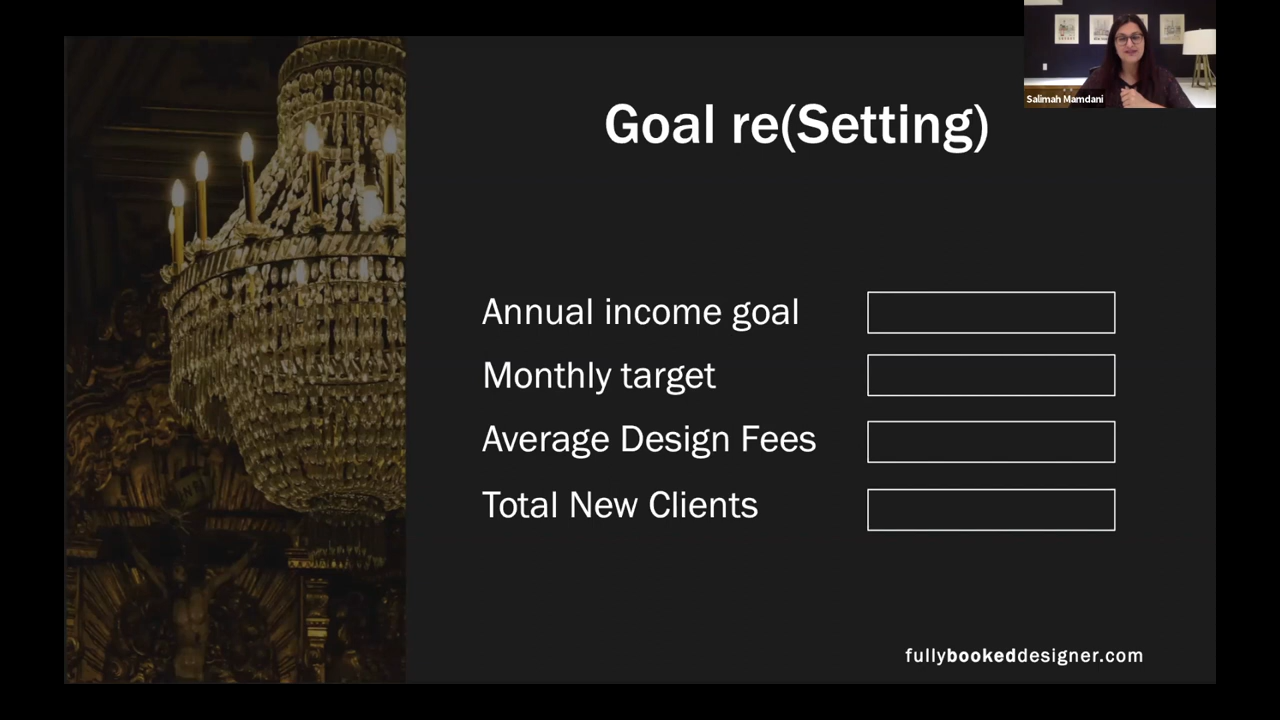 Salimah Mamdani
Goal re(Setting)
Annual income goal
Monthly target
Average Design Fees
Total New Clients
fullybookeddesigner.com